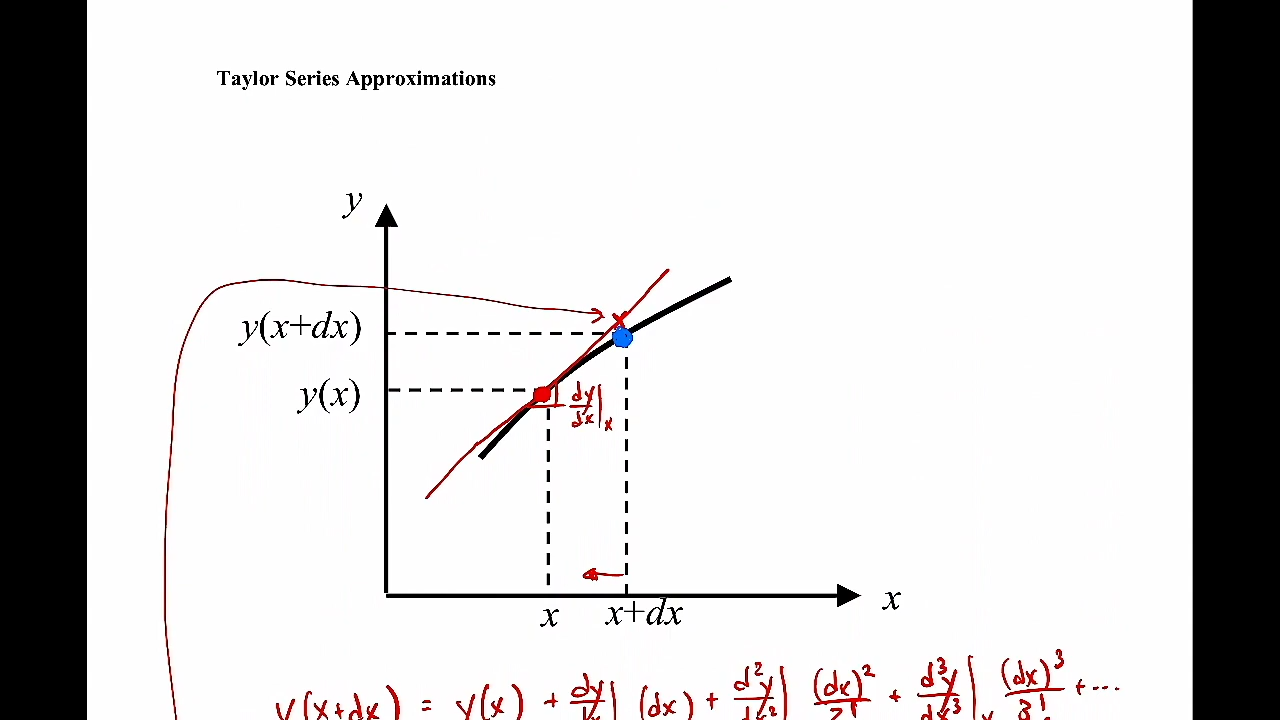 Taylor Series Approximations
y
y(x+dx)
y(x)
dy/dx|x
x
x+dx
x
y(x+dx) = y(x) + dy/dx| (dx) + d²y/dx²| (dx)²/2! + d³y/dx³|x (dx)³/3! + ...